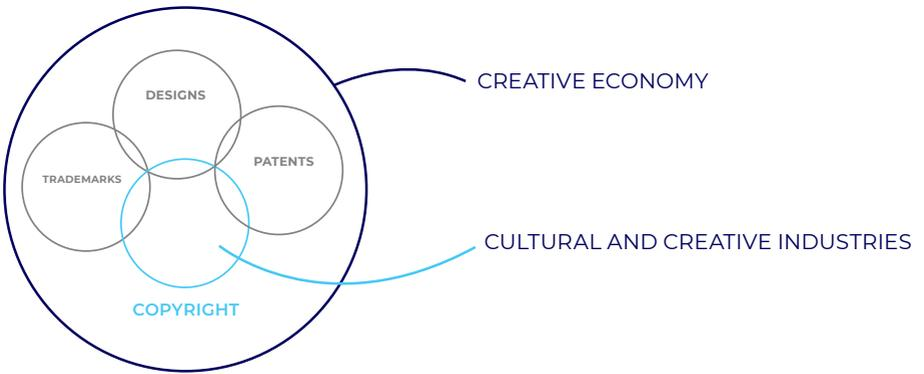 CREATIVE ECONOMY
DESIGNS
PATENTS
TRADEMARKS
CULTURAL AND CREATIVE INDUSTRIES
COPYRIGHT